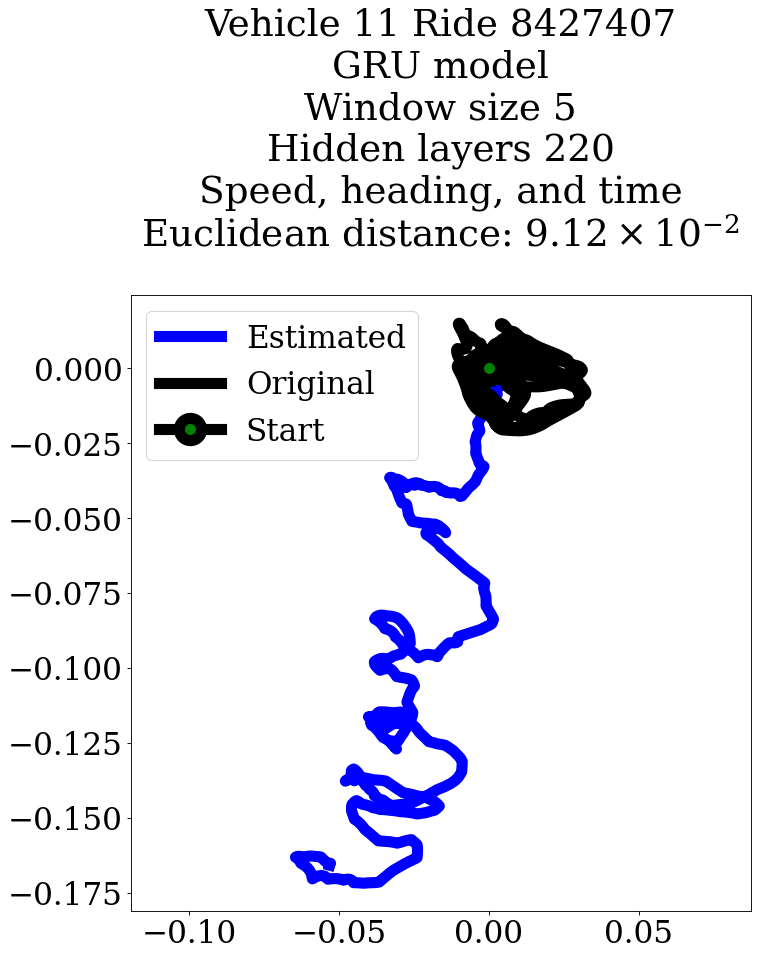 Vehicle 11 Ride 8427407
GRU model
Window size 5
Hidden layers 220
Speed, heading, and time
Euclidean distance: 9.12 × 10⁻²
Estimated
Original
Start
0.000
−0.025
−0.050
−0.075
−0.100
−0.125
−0.150
−0.175
−0.10 −0.05 0.00 0.05